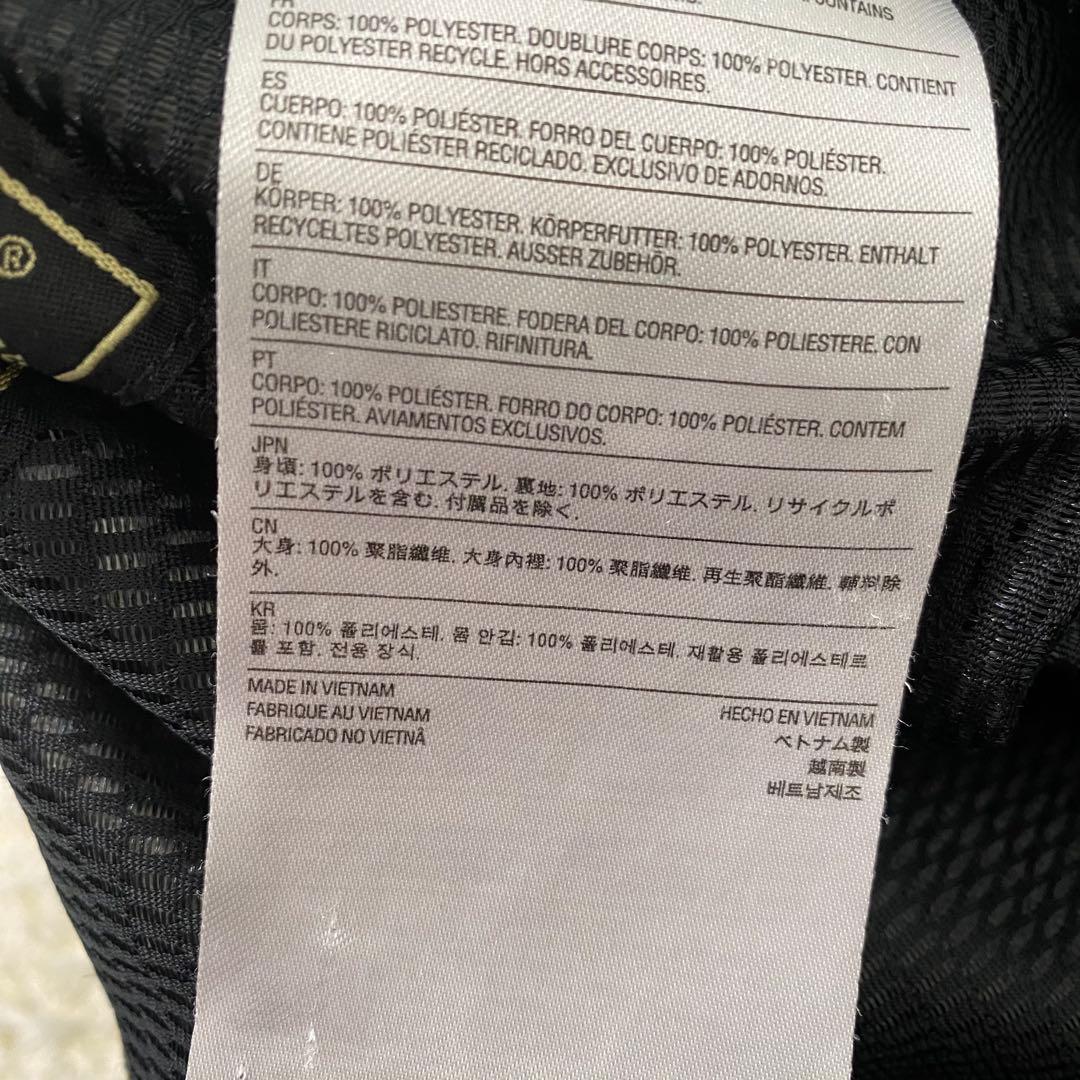 FR
CORPS: 100% POLYESTER. DOUBLURE CORPS: 100% POLYESTER. CONTIENT
DU POLYESTER RECYCLE. HORS ACCESSOIRES.
ES
CUERPO: 100% POLIÉSTER. FORRO DEL CUERPO: 100% POLIÉSTER.
CONTIENE POLIÉSTER RECICLADO. EXCLUSIVO DE ADORNOS.
DE
KÖRPER: 100% POLYESTER. KÖRPERFUTTER: 100% POLYESTER. ENTHALT
RECYCELTES POLYESTER. AUSSER ZUBEHÖR.
IT
CORPO: 100% POLIESTERE. FODERA DEL CORPO: 100% POLIESTERE. CON
POLIESTERE RICICLATO. RIFINITURA.
PT
CORPO: 100% POLIÉSTER. FORRO DO CORPO: 100% POLIÉSTER. CONTEM
POLIÉSTER. AVIAMENTOS EXCLUSIVOS.
JPN
身頃: 100% ポリエステル. 裏地: 100% ポリエステル. リサイクルポ
リエステルを含む. 付属品を除く.
CN
大身: 100% 聚脂纖维. 大身内裡: 100% 聚脂纖維. 再生聚酯纖維. 輔料除
外.
KR
몸: 100% 폴리에스테. 몸 안김: 100% 폴리에스테. 재활용 폴리에스테르
를 포함. 전용 장식.
MADE IN VIETNAM
FABRIQUE AU VIETNAM
FABRICADO NO VIETNÂ
HECHO EN VIETNAM
ベトナム製
越南製
베트남제조
®